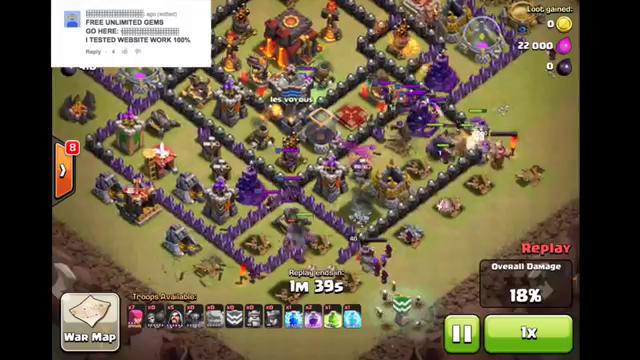 ago (edited)
FREE UNLIMITED GEMS
GO HERE:
I TESTED WEBSITE WORK 100%
Reply · 4
Loot gained:
0
22 000
0
les voyous
8
Replay
Replay ends in:
1M 39s
Overall Damage
18%
Troops Available:
War Map
1x